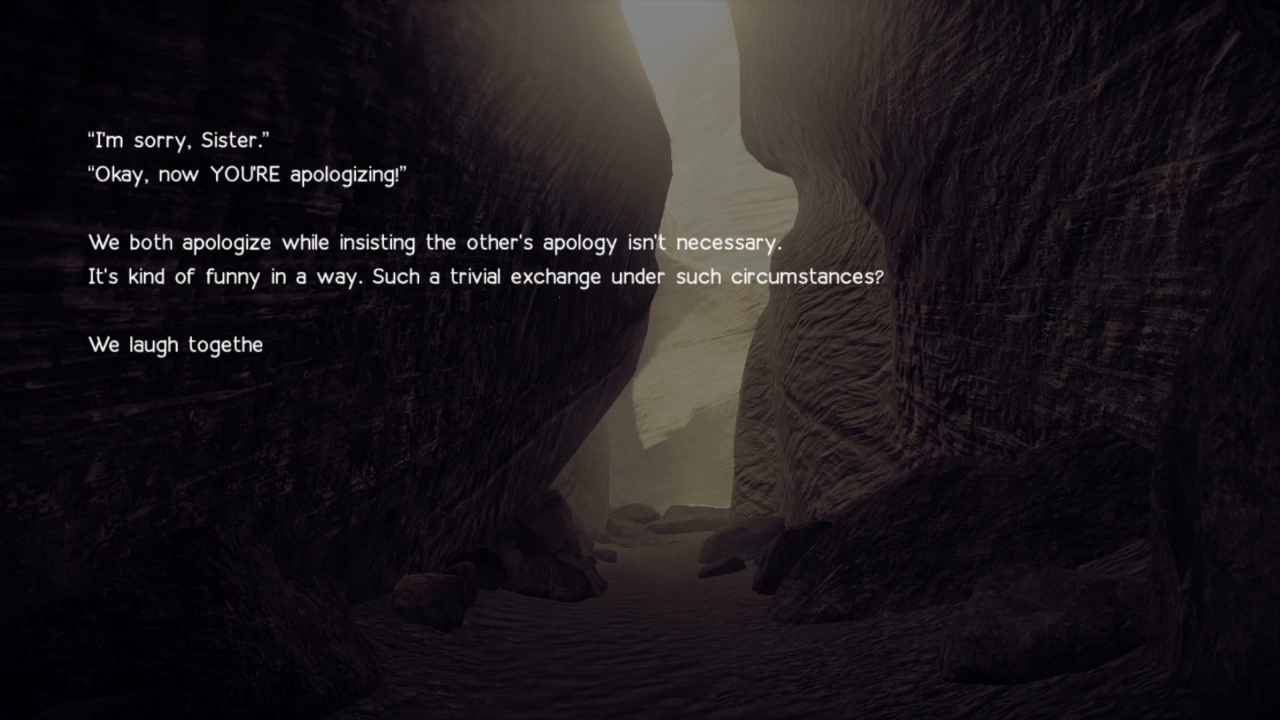 “I'm sorry, Sister.”
“Okay, now YOU'RE apologizing!”
We both apologize while insisting the other's apology isn't necessary.
It's kind of funny in a way. Such a trivial exchange under such circumstances?
We laugh togethe